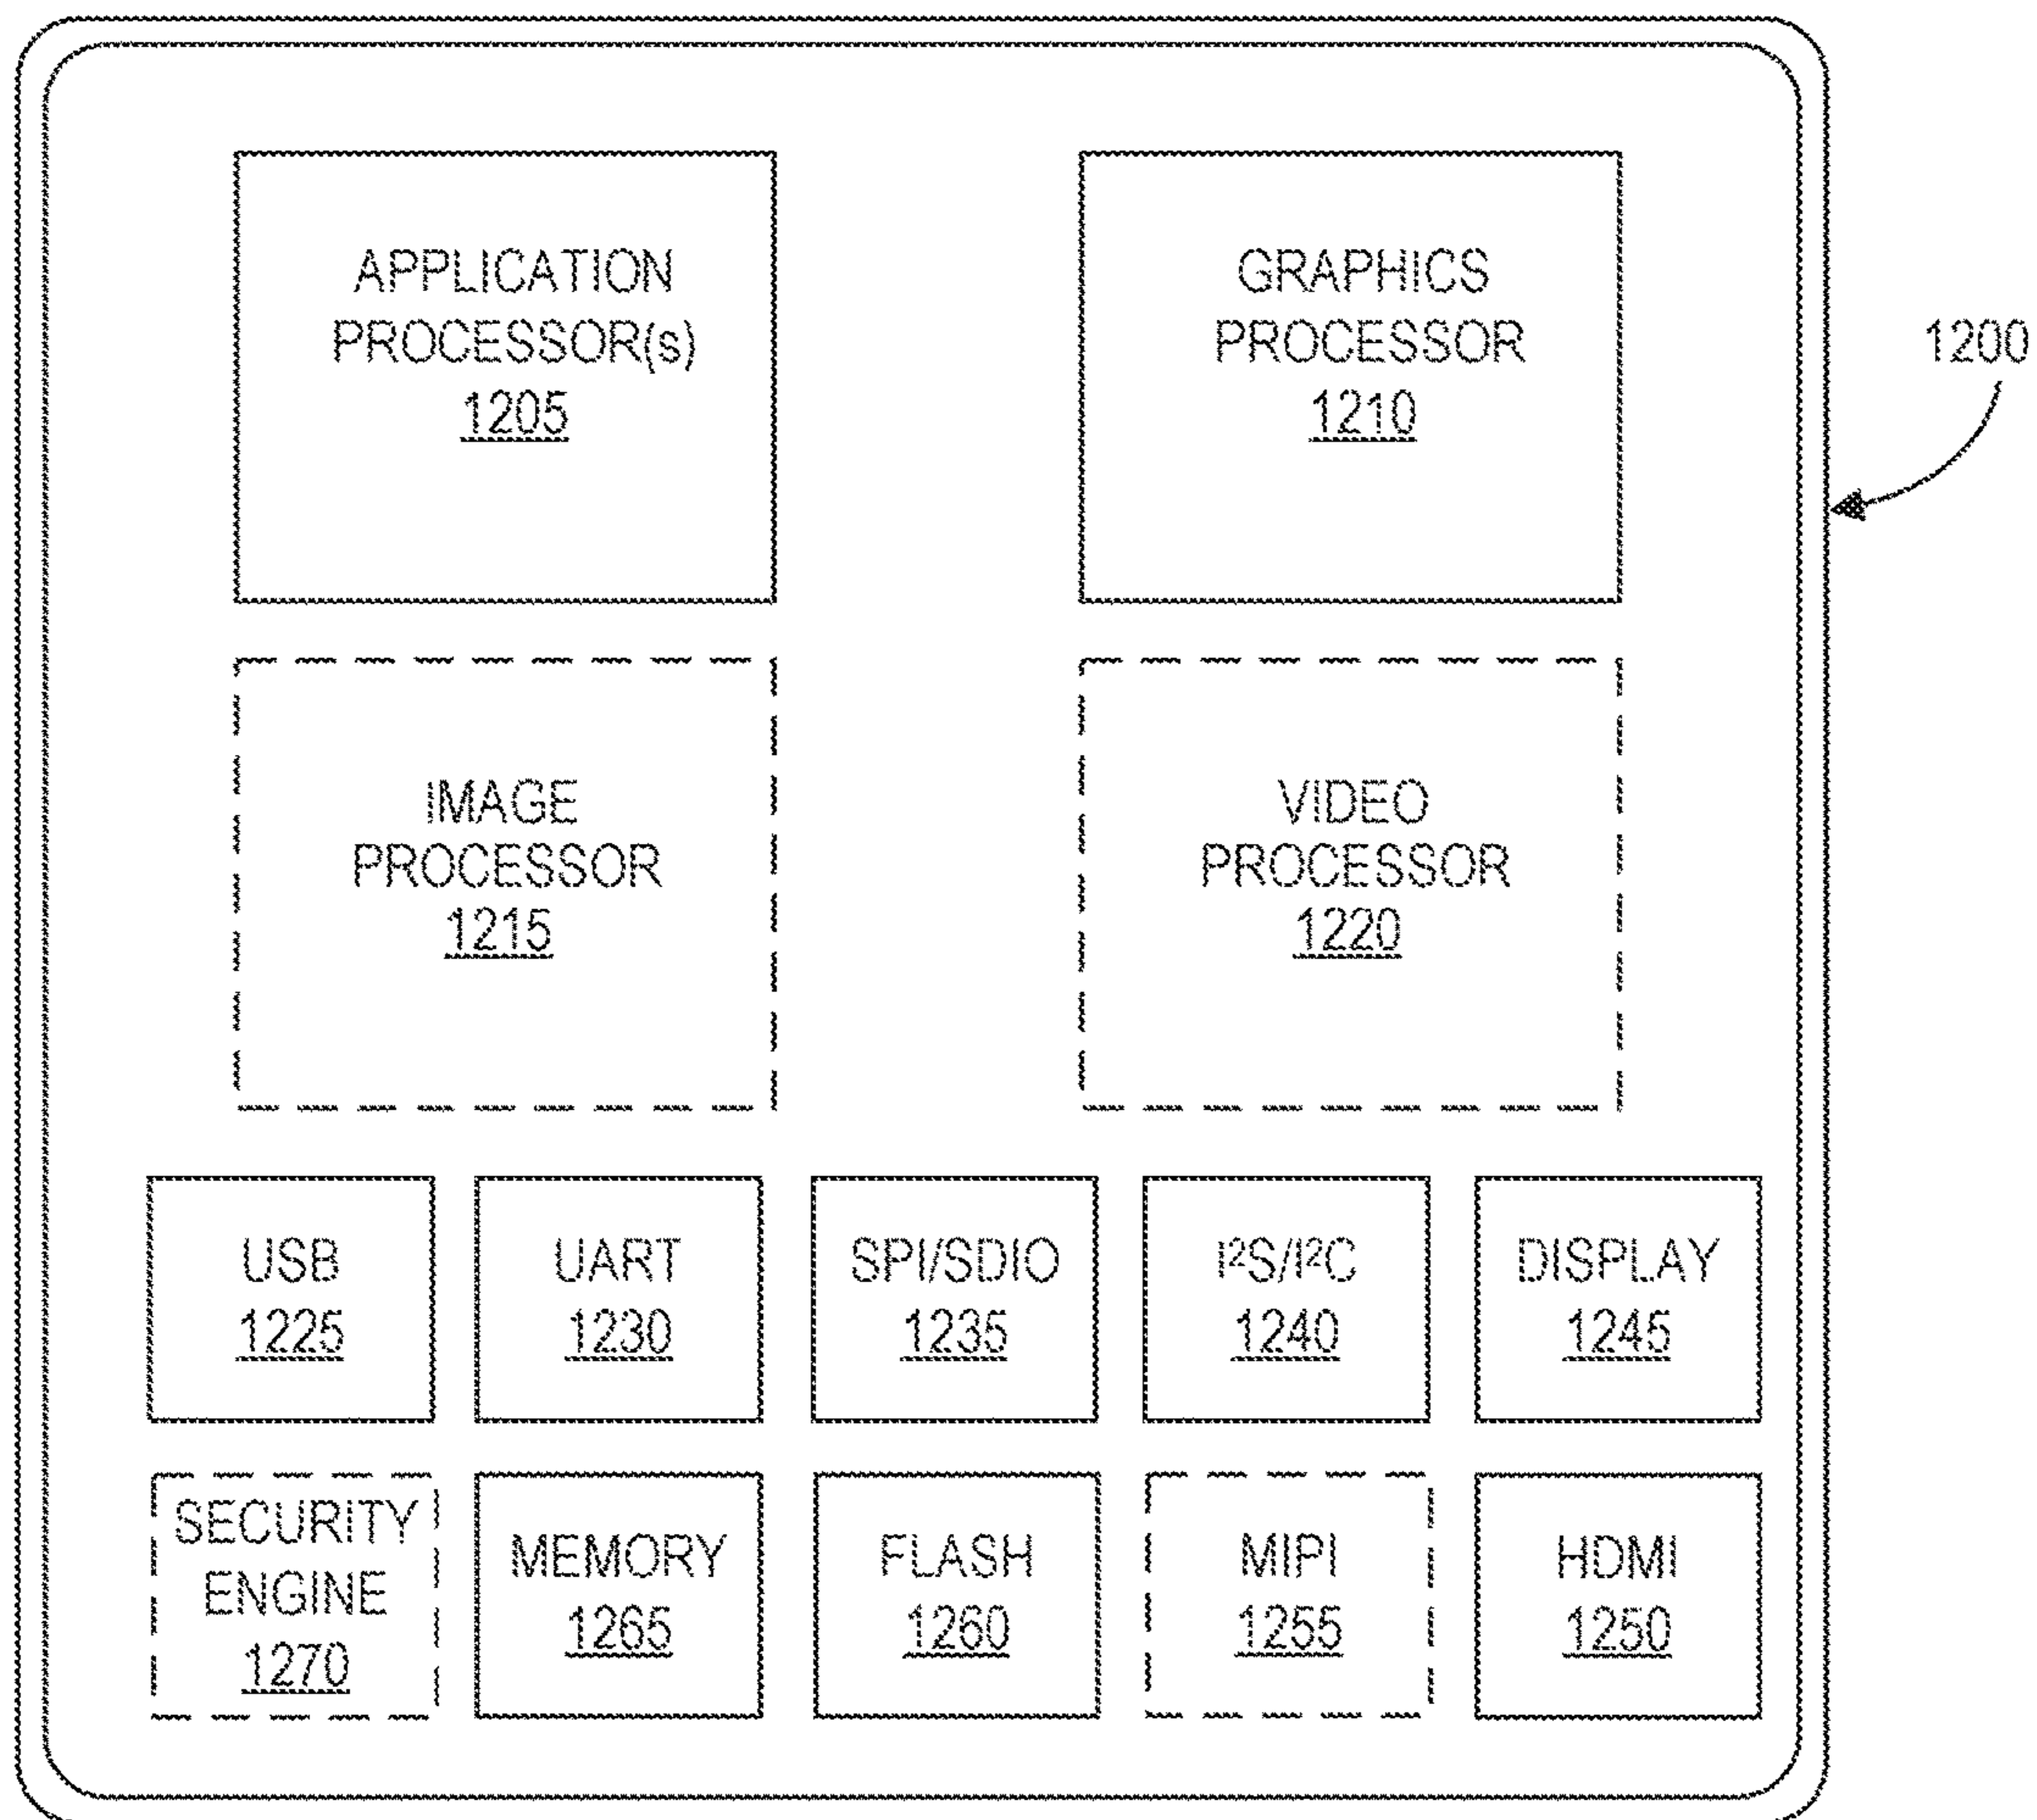 APPLICATION
PROCESSOR(s)
1205
GRAPHICS
PROCESSOR
1210
1200
IMAGE
PROCESSOR
1215
VIDEO
PROCESSOR
1220
USB
1225
UART
1230
SPI/SDIO
1235
I²S/I²C
1240
DISPLAY
1245
SECURITY
ENGINE
1270
MEMORY
1265
FLASH
1260
MIPI
1255
HDMI
1250